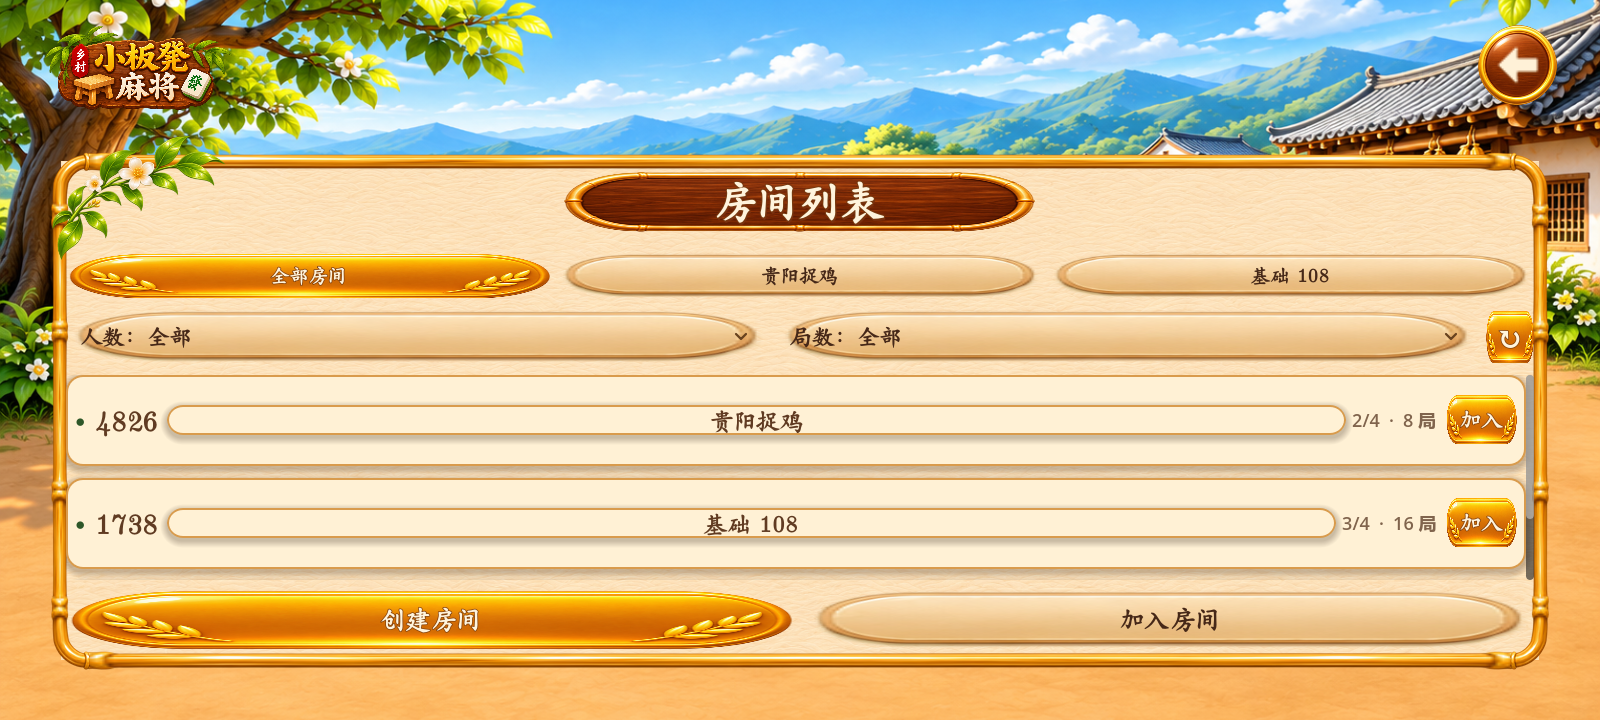 乡村
小板發
麻将
發
房间列表
全部房间
贵阳捉鸡
基础 108
人数：全部
局数：全部
4826
贵阳捉鸡
2/4 · 8 局
加入
1738
基础 108
3/4 · 16 局
加入
创建房间
加入房间